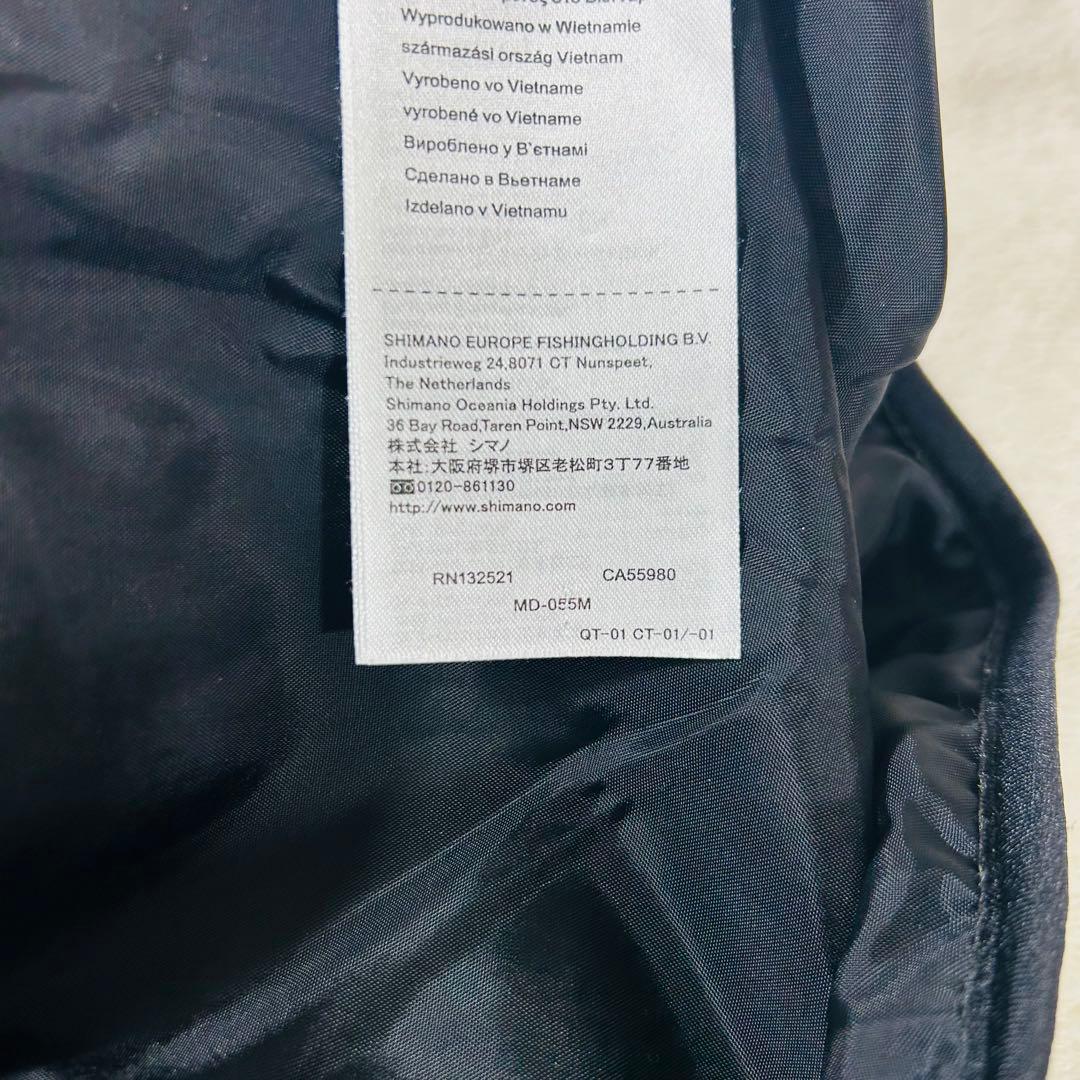 Wyprodukowano w Wietnamie
származási ország Vietnam
Vyrobeno vo Vietname
vyrobené vo Vietname
Вироблено у В`єтнамі
Сделано в Вьетнаме
Izdelano v Vietnamu
SHIMANO EUROPE FISHINGHOLDING B.V.
Industrieweg 24,8071 CT Nunspeet,
The Netherlands
Shimano Oceania Holdings Pty. Ltd.
36 Bay Road,Taren Point,NSW 2229,Australia
株式会社 シマノ
本社:大阪府堺市堺区老松町3丁77番地
0120-861130
http://www.shimano.com
RN132521 CA55980
MD-055M
QT-01 CT-01/-01